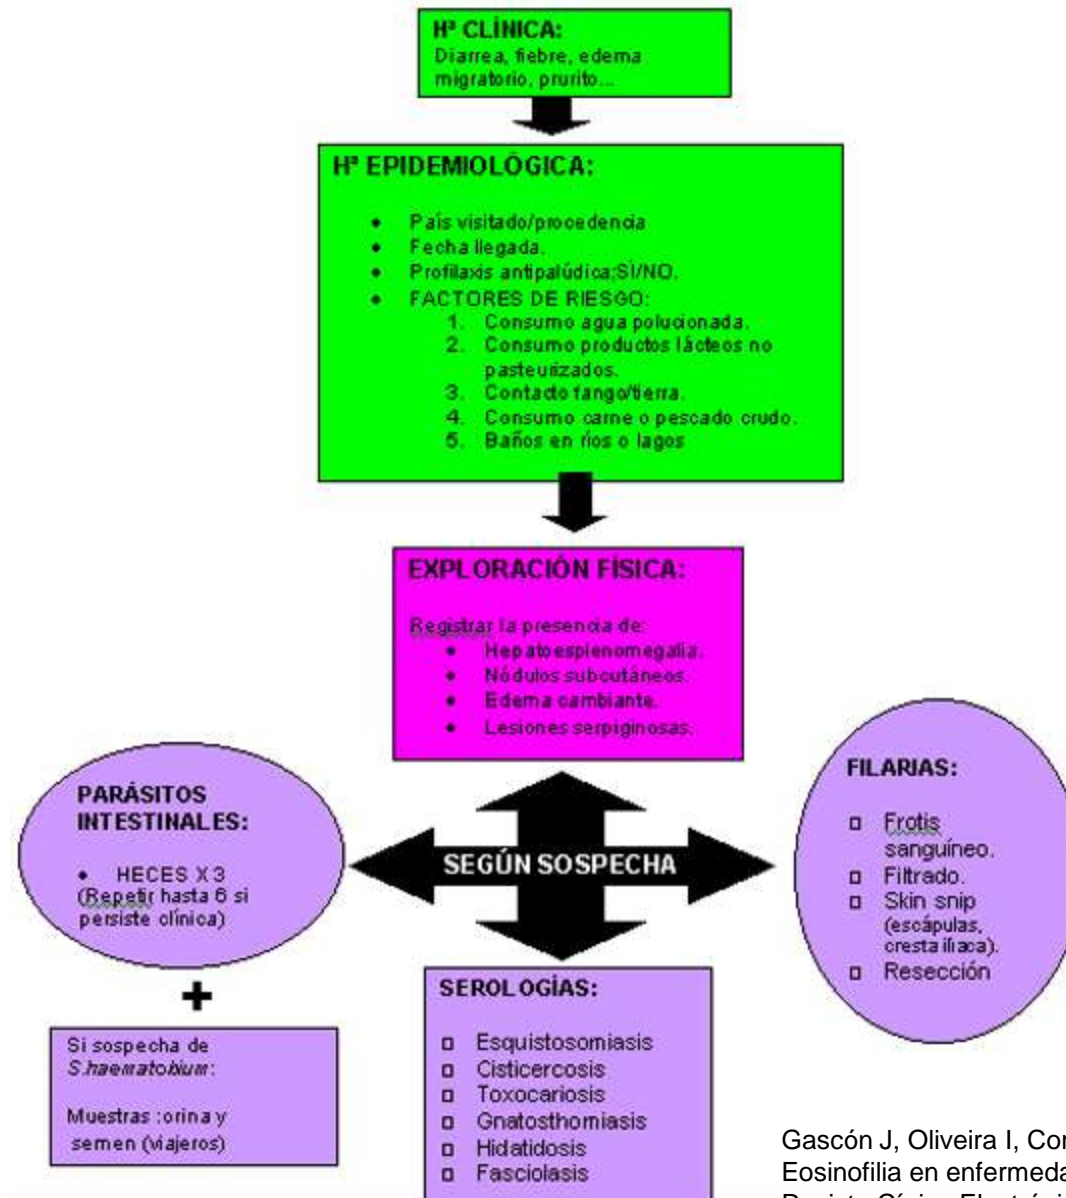 Hª CLÍNICA:
Diarrea, fiebre, edema
migratorio, prurito...
Hª EPIDEMIOLÓGICA:
• País visitado/procedencia
• Fecha llegada.
• Profilaxis antipalúdica;SÍ/NO.
• FACTORES DE RIESGO:
1. Consumo agua polucionada.
2. Consumo productos lácteos no
pasteurizados.
3. Contacto fango/tierra.
4. Consumo carne o pescado crudo.
5. Baños en ríos o lagos
EXPLORACIÓN FÍSICA:
Registrar la presencia de:
• Hepatoesplenomegalia.
• Nódulos subcutáneos.
• Edema cambiante.
• Lesiones serpiginosas.
SEGÚN SOSPECHA
PARÁSITOS
INTESTINALES:
• HECES X 3
(Repetir hasta 6 si
persiste clínica)
+
Si sospecha de
S.haematobium:
Muestras :orina y
semen (viajeros)
SEROLOGÍAS:
□ Esquistosomiasis
□ Cisticercosis
□ Toxocariosis
□ Gnatosthomiasis
□ Hidatidosis
□ Fasciolasis
FILARIAS:
□ Frotis
sanguíneo.
□ Filtrado.
□ Skin snip
(escápulas,
cresta iliaca).
□ Resección
Gascón J, Oliveira I,
Eosinofilia en